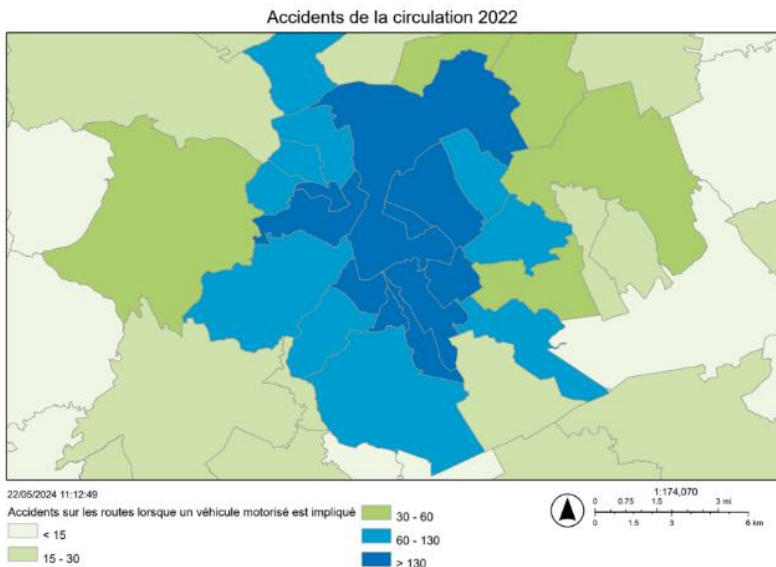 Accidents de la circulation 2022
22/05/2024 11:12:49
Accidents sur les routes lorsque un véhicule motorisé est impliqué
< 15
15 - 30
30 - 60
60 - 130
> 130
1:174,070
0 0.75 1.5 3 mi
0 1.5 3 6 km